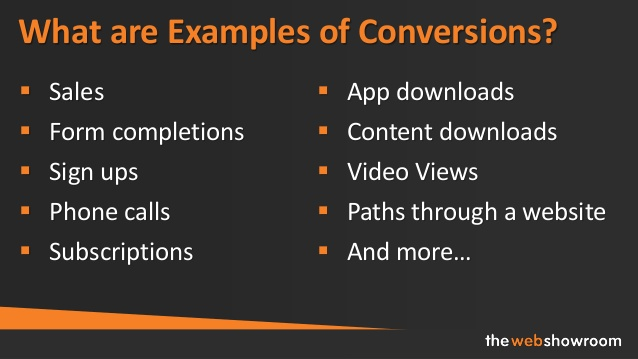 What are Examples of Conversions?
Sales
Form completions
Sign ups
Phone calls
Subscriptions
App downloads
Content downloads
Video Views
Paths through a website
And more...
thewebshowroom